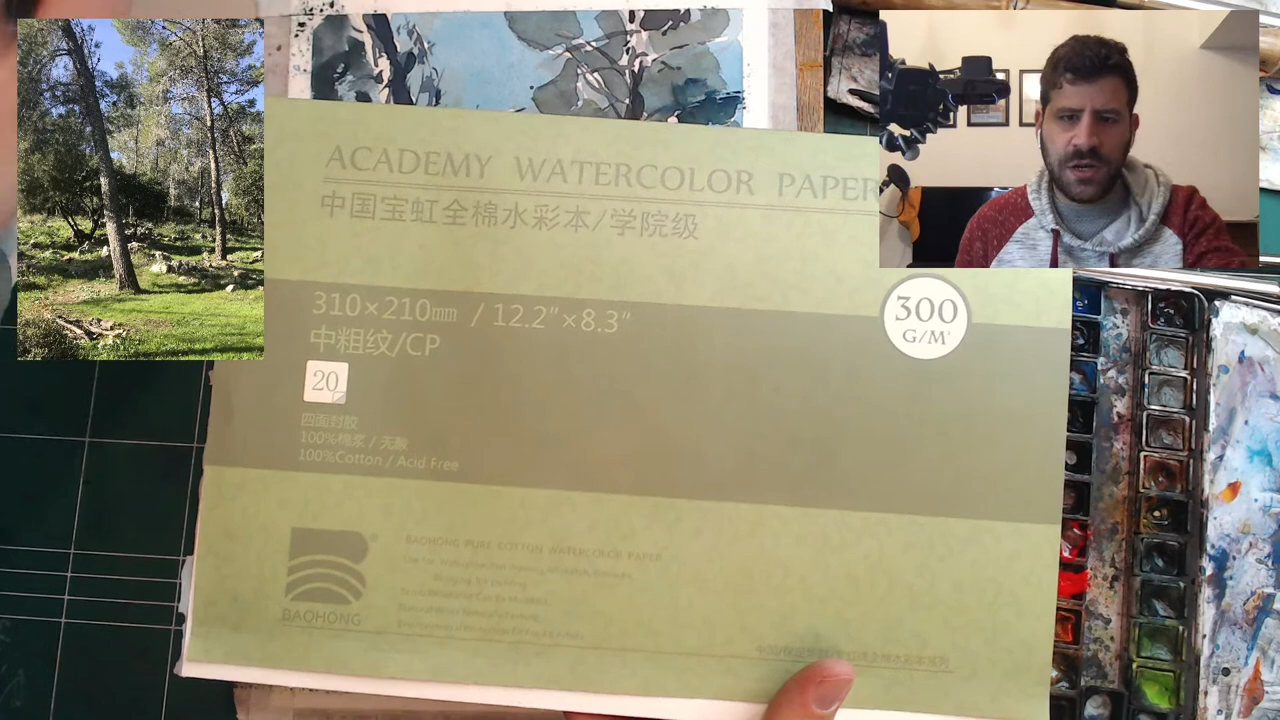 ACADEMY WATERCOLOR PAPER
中国宝虹全棉水彩本/学院级
310×210mm / 12.2"×8.3"
中粗纹/CP
300
G/M²
20
四面封胶
100%棉浆 / 无酸
100%Cotton / Acid Free
BAOHONG PURE COTTON WATERCOLOR PAPER
BAOHONG